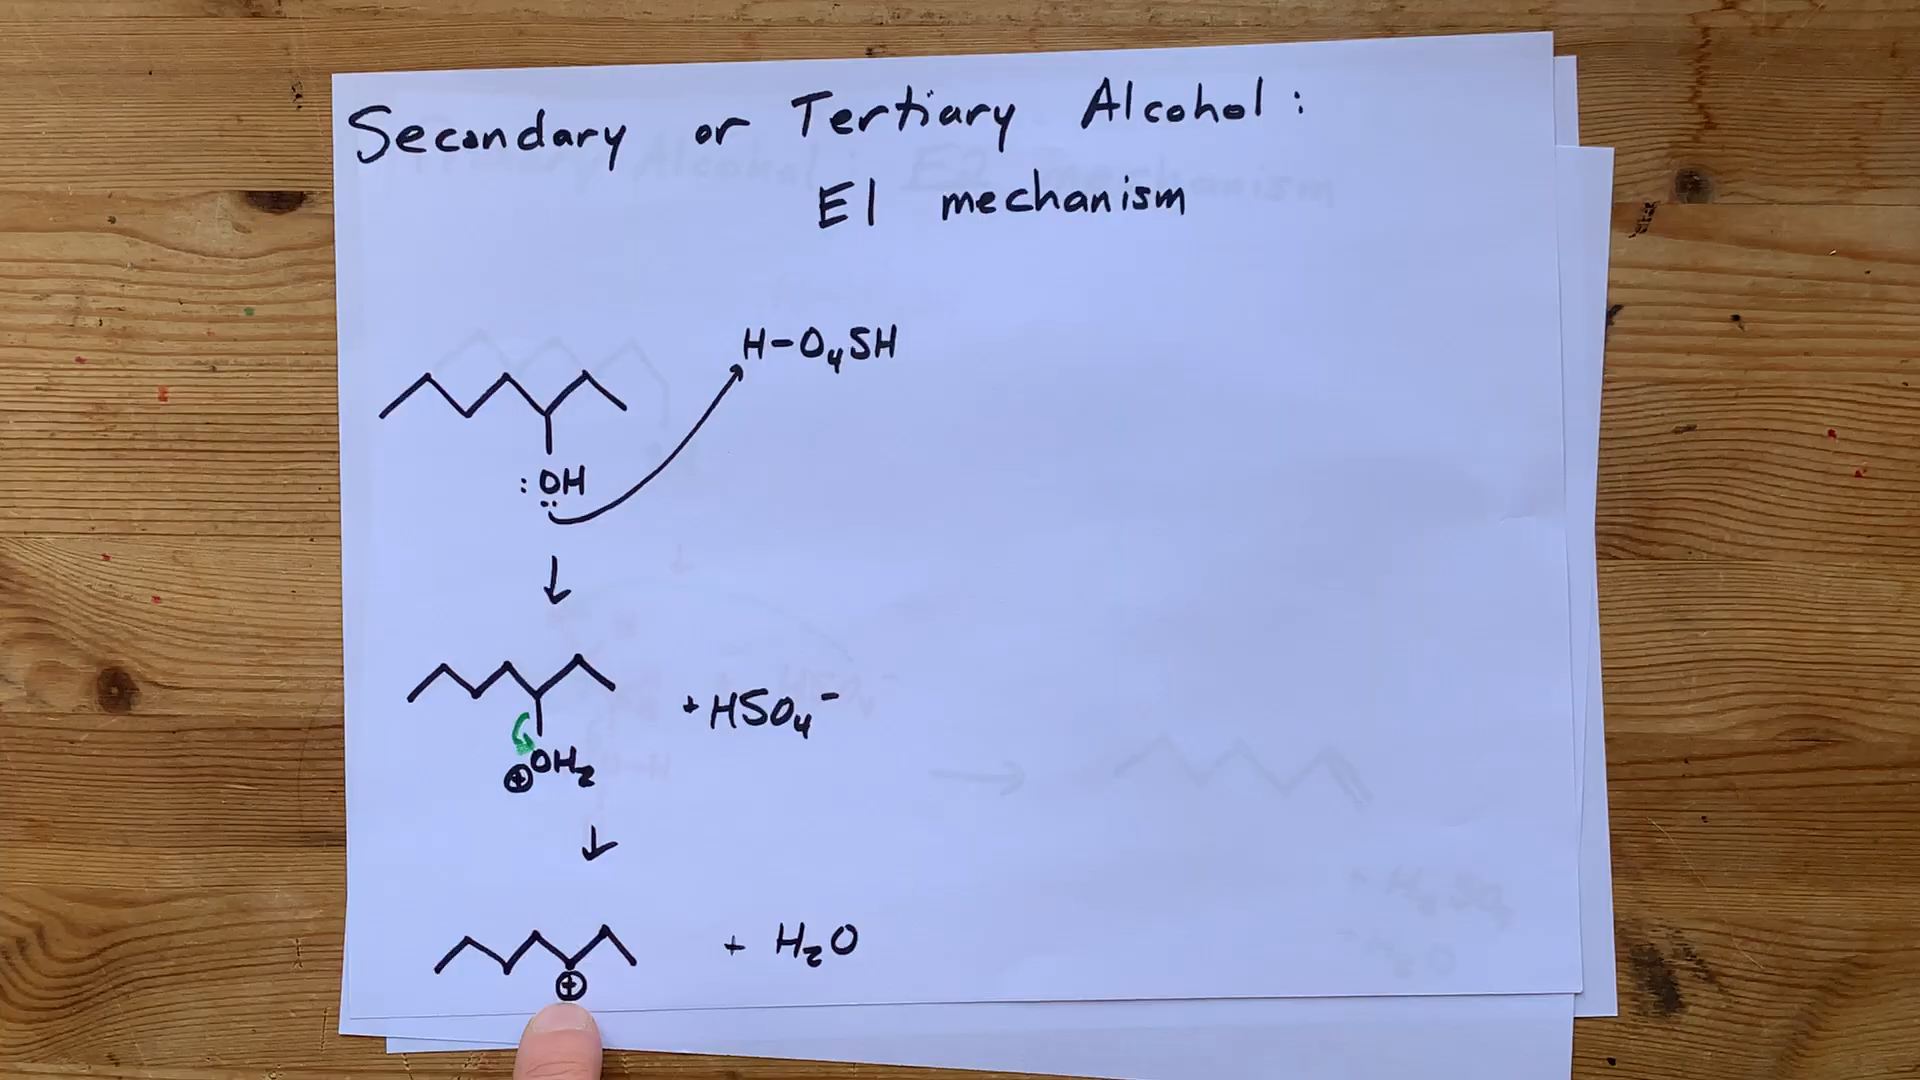 Secondary or Tertiary Alcohol:
E1 mechanism
H-O₄SH
:OH
+ HSO₄⁻
⊕OH₂
+ H₂O
⊕